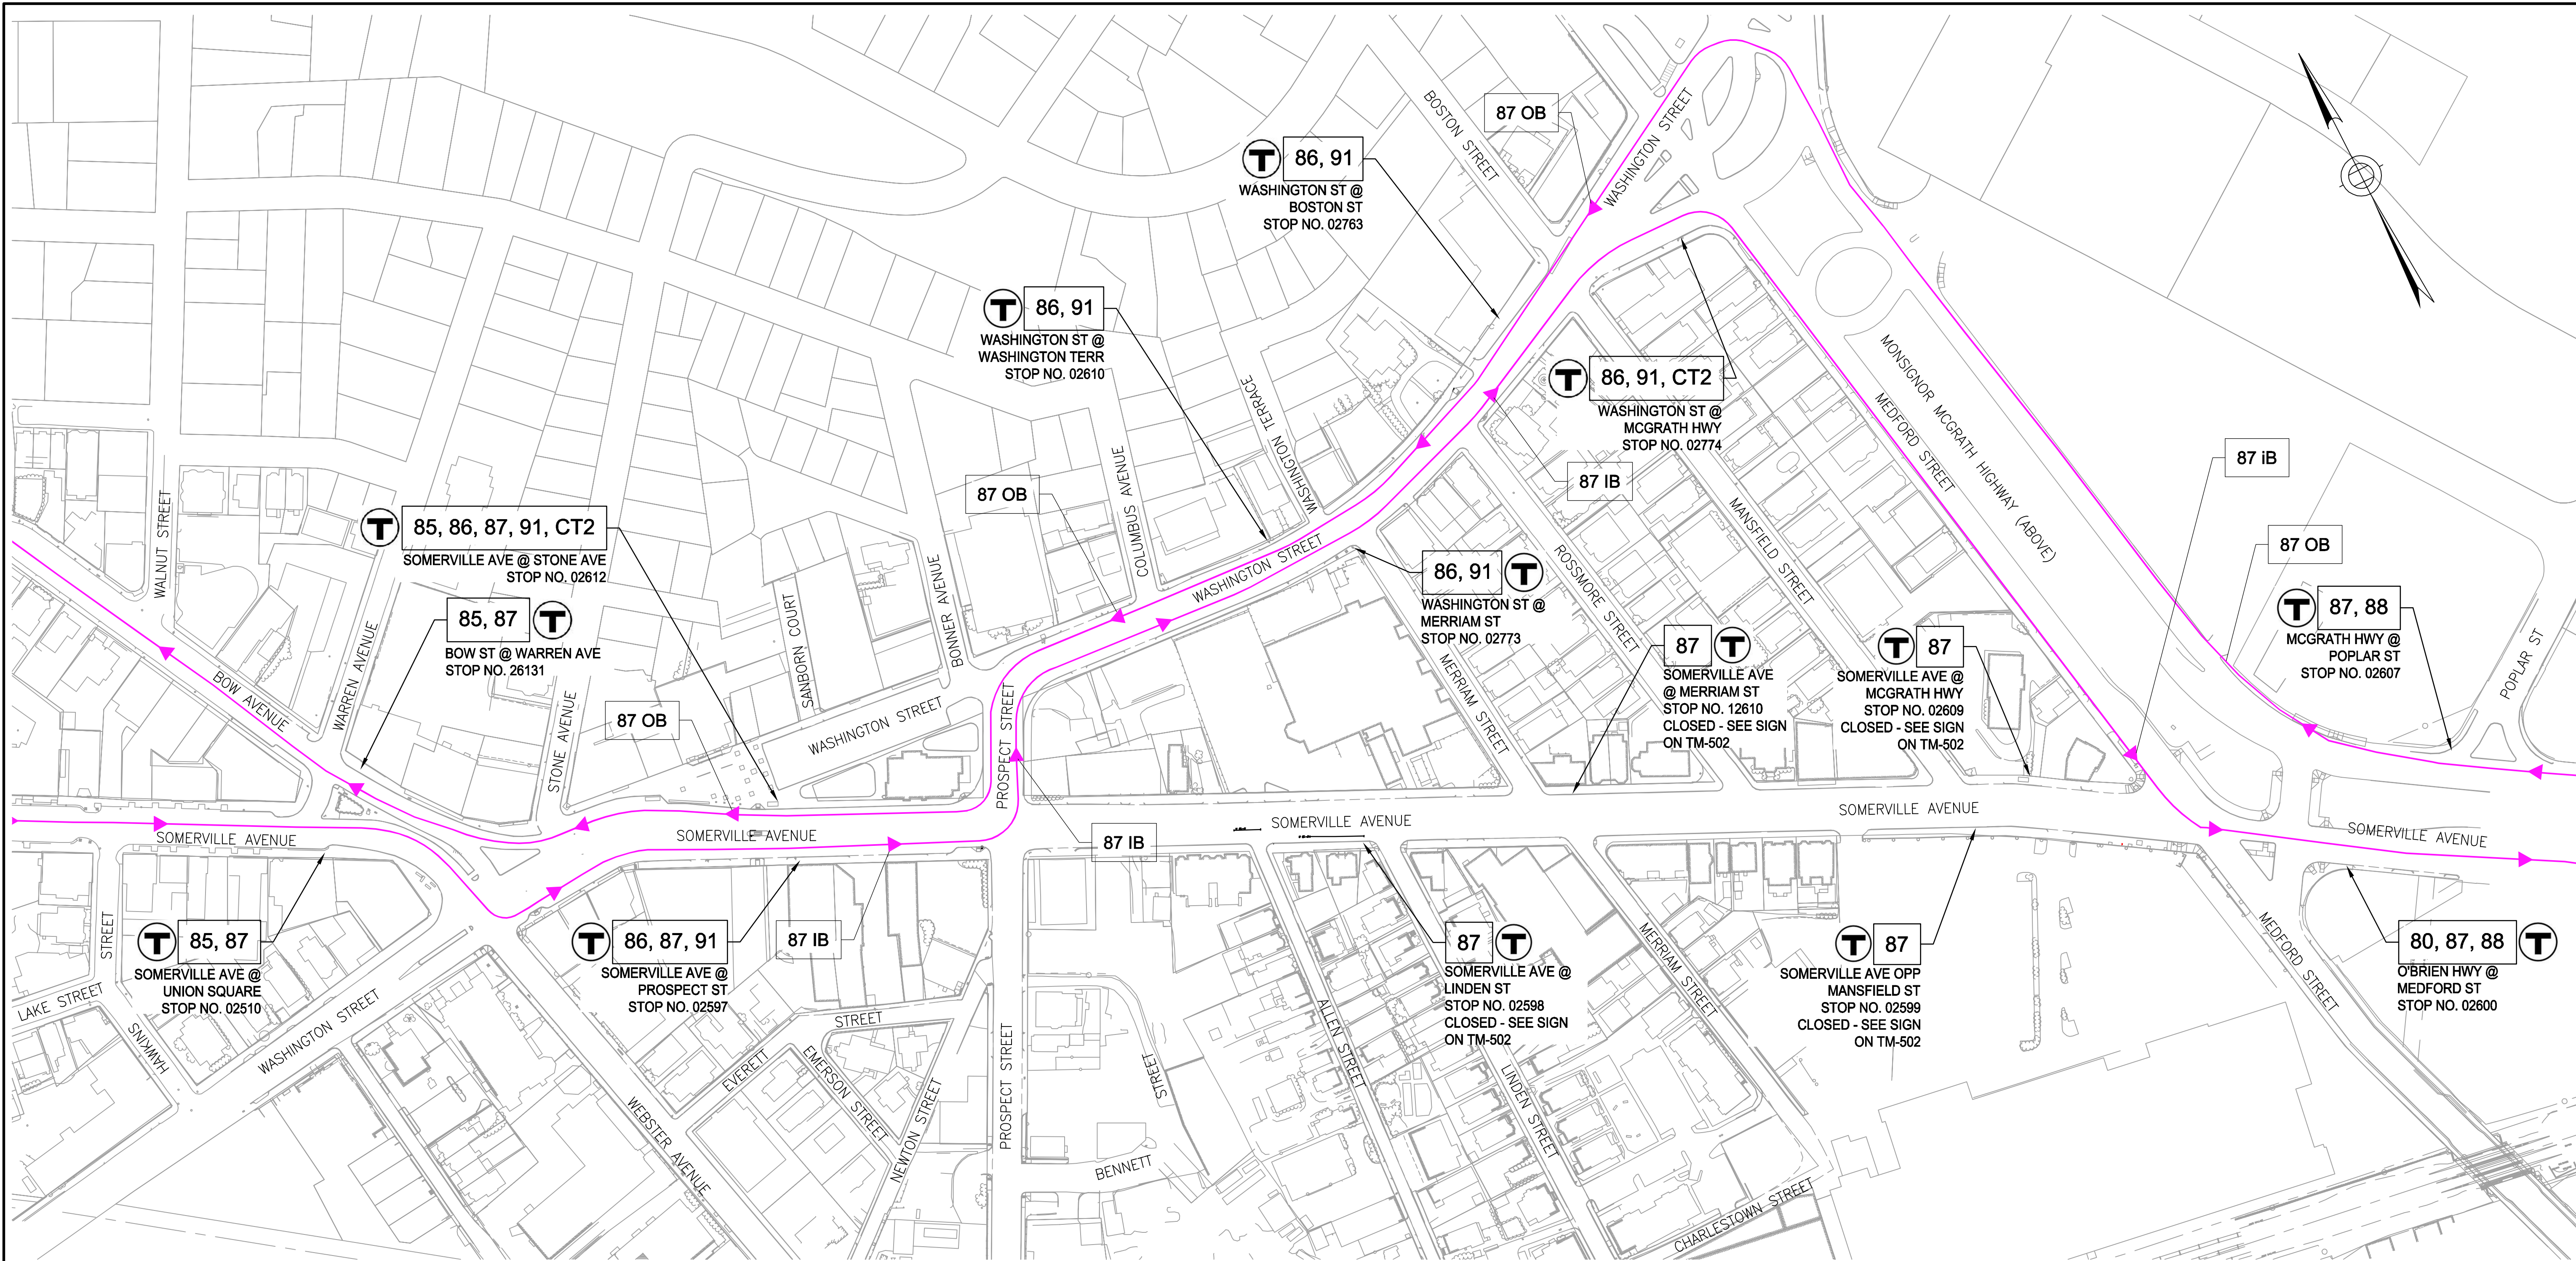 87 OB
BOSTON STREET
WASHINGTON STREET
T
86, 91
WASHINGTON ST @
BOSTON ST
STOP NO. 02763
T
86, 91
WASHINGTON ST @
WASHINGTON TERR
STOP NO. 02610
T
86, 91, CT2
WASHINGTON ST @
MCGRATH HWY
STOP NO. 02774
MONSIGNOR MCGRATH HIGHWAY (ABOVE)
MEDFORD STREET
WASHINGTON TERRACE
87 iB
87 IB
87 OB
COLUMBUS AVENUE
T
85, 86, 87, 91, CT2
SOMERVILLE AVE @ STONE AVE
STOP NO. 02612
WALNUT STREET
WASHINGTON STREET
MANSFIELD STREET
ROSSMORE STREET
87 OB
T
87, 88
MCGRATH HWY @
POPLAR ST
STOP NO. 02607
POPLAR ST
86, 91
T
WASHINGTON ST @
MERRIAM ST
STOP NO. 02773
85, 87
T
BOW ST @ WARREN AVE
STOP NO. 26131
SANBORN COURT
BONNER AVENUE
87
T
SOMERVILLE AVE
@ MERRIAM ST
STOP NO. 12610
CLOSED - SEE SIGN
ON TM-502
T
87
SOMERVILLE AVE @
MCGRATH HWY
STOP NO. 02609
CLOSED - SEE SIGN
ON TM-502
BOW AVENUE
WARREN AVENUE
STONE AVENUE
87 OB
WASHINGTON STREET
PROSPECT STREET
MERRIAM STREET
SOMERVILLE AVENUE
SOMERVILLE AVENUE
SOMERVILLE AVENUE
SOMERVILLE AVENUE
SOMERVILLE AVENUE
87 IB
T
85, 87
SOMERVILLE AVE @
UNION SQUARE
STOP NO. 02510
T
86, 87, 91
SOMERVILLE AVE @
PROSPECT ST
STOP NO. 02597
87 IB
87
T
SOMERVILLE AVE @
LINDEN ST
STOP NO. 02598
CLOSED - SEE SIGN
ON TM-502
MERRIAM STREET
T
87
SOMERVILLE AVE OPP
MANSFIELD ST
STOP NO. 02599
CLOSED - SEE SIGN
ON TM-502
MEDFORD STREET
80, 87, 88
T
O'BRIEN HWY @
MEDFORD ST
STOP NO. 02600
STREET
LAKE STREET
HAWKINS
WASHINGTON STREET
WEBSTER AVENUE
STREET
EVERETT
EMERSON STREET
NEWTON STREET
PROSPECT STREET
STREET
BENNETT
ALLEN STREET
LINDEN STREET
CHARLESTOWN STREET